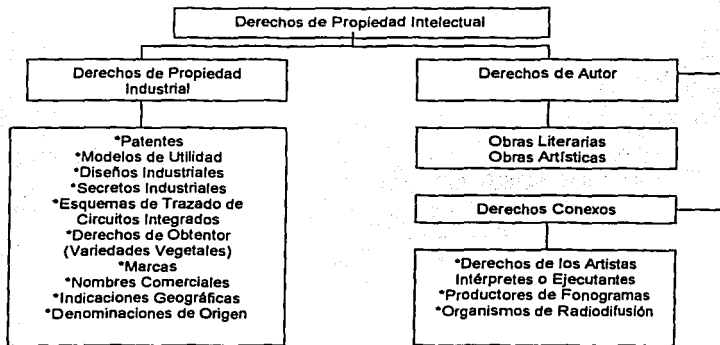 Derechos de Propiedad Intelectual
Derechos de Propiedad
Industrial
*Patentes
*Modelos de Utilidad
*Diseños Industriales
*Secretos Industriales
*Esquemas de Trazado de
Circuitos Integrados
*Derechos de Obtentor
(Variedades Vegetales)
*Marcas
*Nombres Comerciales
*Indicaciones Geográficas
*Denominaciones de Origen
Derechos de Autor
Obras Literarias
Obras Artísticas
Derechos Conexos
*Derechos de los Artistas
Intérpretes o Ejecutantes
*Productores de Fonogramas
*Organismos de Radiodifusión